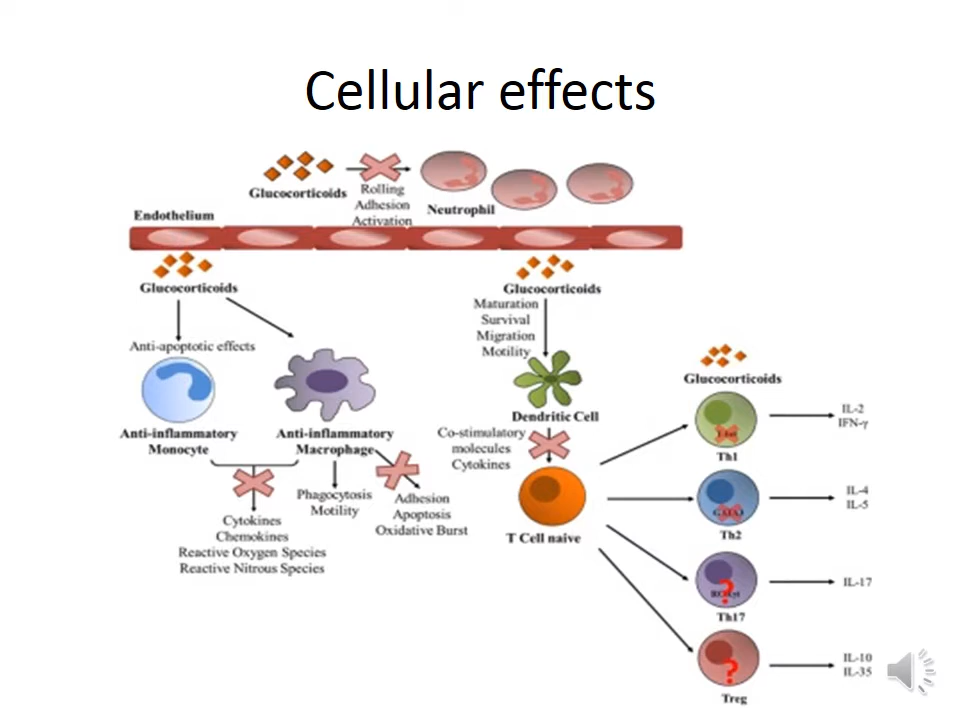 Cellular effects
Glucocorticoids
Rolling
Adhesion
Activation
Neutrophil
Endothelium
Glucocorticoids
Anti-apoptotic effects
Anti-inflammatory
Monocyte
Anti-inflammatory
Macrophage
Cytokines
Chemokines
Reactive Oxygen Species
Reactive Nitrous Species
Phagocytosis
Motility
Adhesion
Apoptosis
Oxidative Burst
Glucocorticoids
Maturation
Survival
Migration
Motility
Dendritic Cell
Co-stimulatory
molecules
Cytokines
T Cell naive
Glucocorticoids
Th1
IL-2
IFN-γ
Th2
IL-4
IL-5
?
Th17
IL-17
?
Treg
IL-10
IL-35